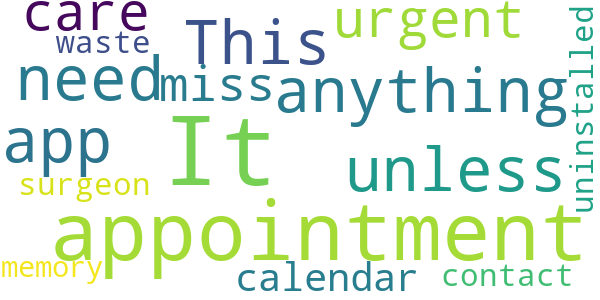 care
urgent
This
waste
uninstalled
need
miss
anything
app
It
unless
surgeon
appointment
memory
calendar
contact